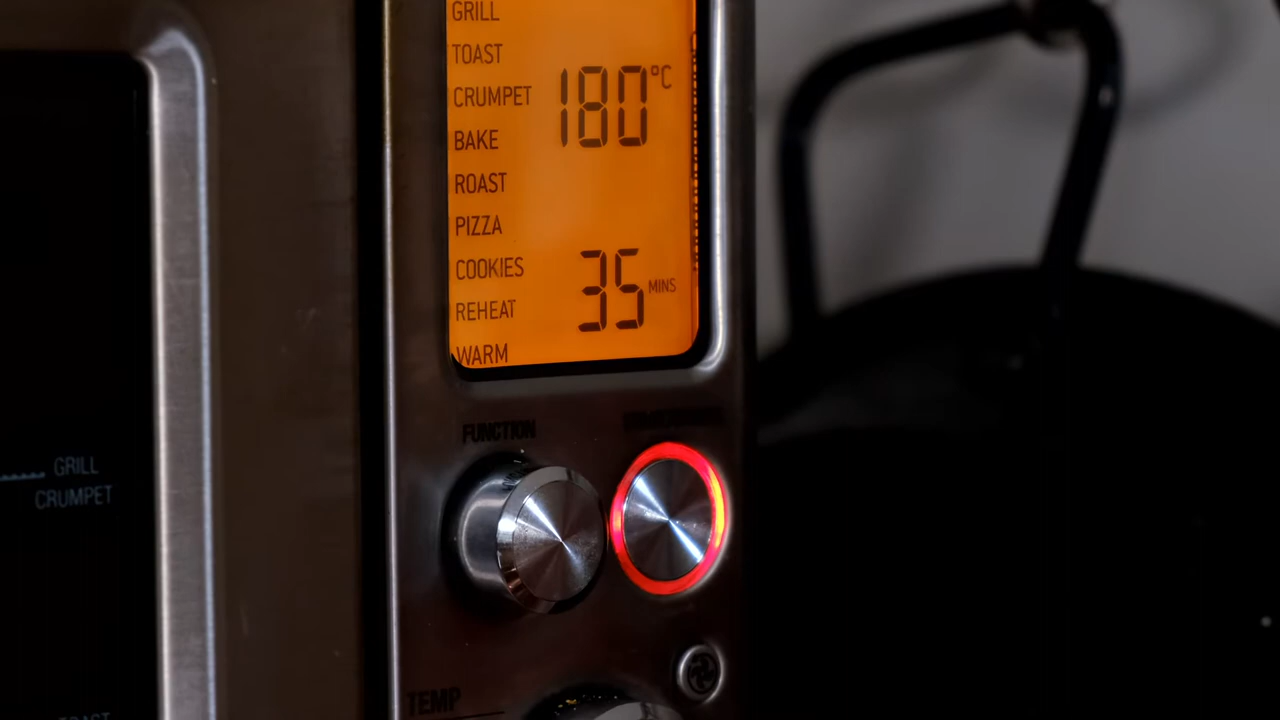 GRILL
TOAST
CRUMPET
180°C
BAKE
ROAST
PIZZA
COOKIES
35 MINS
REHEAT
WARM
FUNCTION
GRILL
CRUMPET
TEMP